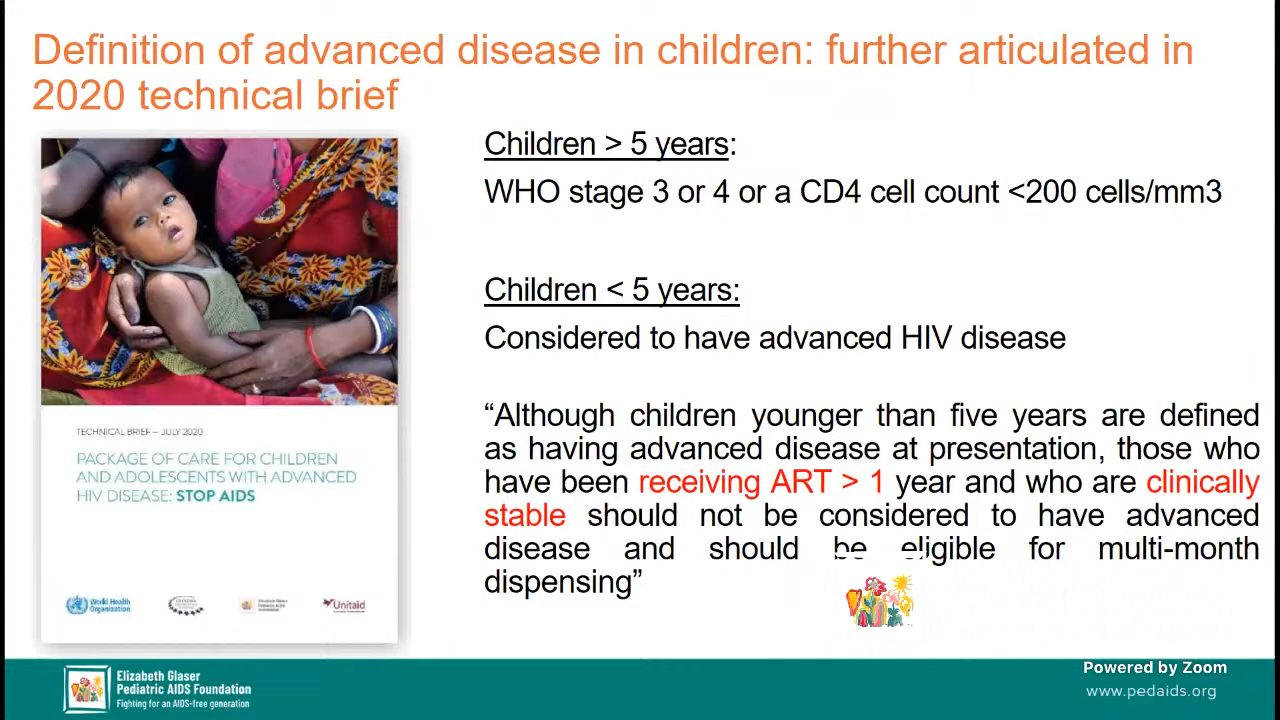 Definition of advanced disease in children: further articulated in
2020 technical brief
Children > 5 years:
WHO stage 3 or 4 or a CD4 cell count <200 cells/mm3
Children < 5 years:
Considered to have advanced HIV disease
“Although children younger than five years are defined
as having advanced disease at presentation, those who
have been receiving ART > 1 year and who are clinically
stable should not be considered to have advanced
disease and should be eligible for multi-month
dispensing”
TECHNICAL BRIEF – JULY 2020
PACKAGE OF CARE FOR CHILDREN
AND ADOLESCENTS WITH ADVANCED
HIV DISEASE: STOP AIDS
World Health
Organization
Elizabeth Glaser
Pediatric AIDS
Foundation
Unitaid
Elizabeth Glaser
Pediatric AIDS Foundation
Fighting for an AIDS-free generation
Powered by Zoom
www.pedaids.org